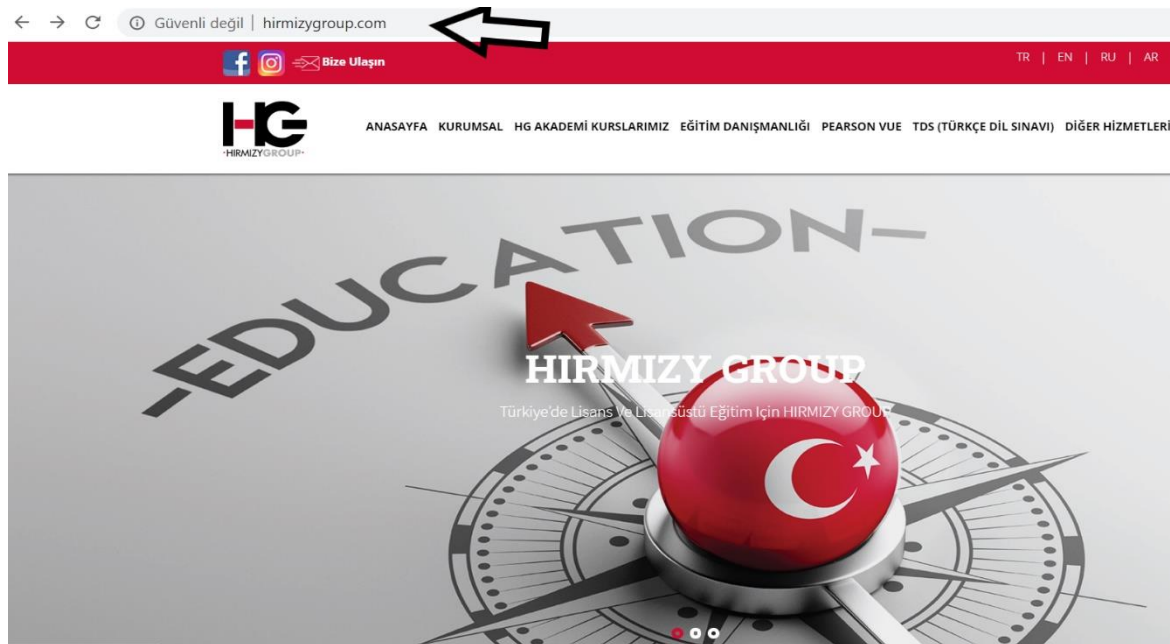 Güvenli değil | hirmizygroup.com
Bize Ulaşın
TR | EN | RU | AR
HG
·HIRMIZYGROUP·
ANASAYFA KURUMSAL HG AKADEMİ KURSLARIMIZ EĞİTİM DANIŞMANLIĞI PEARSON VUE TDS (TÜRKÇE DİL SINAVI) DİĞER HİZMETLERİ
-EDUCATION-
HIRMIZY GROUP
Türkiye'de Lisans Ve Lisansüstü Eğitim Için HIRMIZY GROUP